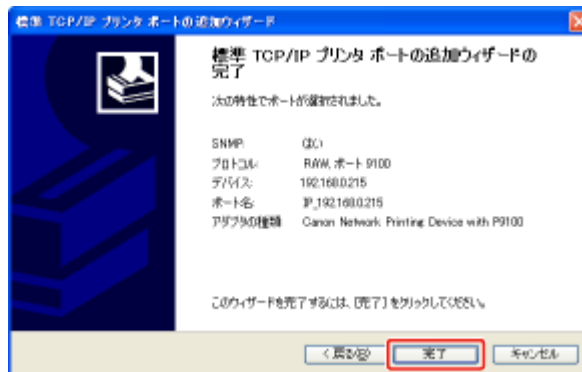 標準 TCP/IP プリンタ ポートの追加ウィザード
標準 TCP/IP プリンタ ポートの追加ウィザードの
完了
次の特性でポートが選択されました。
SNMP: はい
プロトコル: RAW, ポート 9100
デバイス: 192.168.0.215
ポート名: IP_192.168.0.215
アダプタの種類 Canon Network Printing Device with P9100
このウィザードを完了するには、[完了] をクリックしてください。
< 戻る(B) 完了 キャンセル